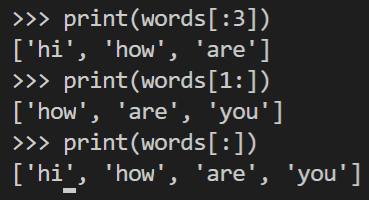 >>> print(words[:3])
['hi', 'how', 'are']
>>> print(words[1:])
['how', 'are', 'you']
>>> print(words[:])
['hi', 'how', 'are', 'you']